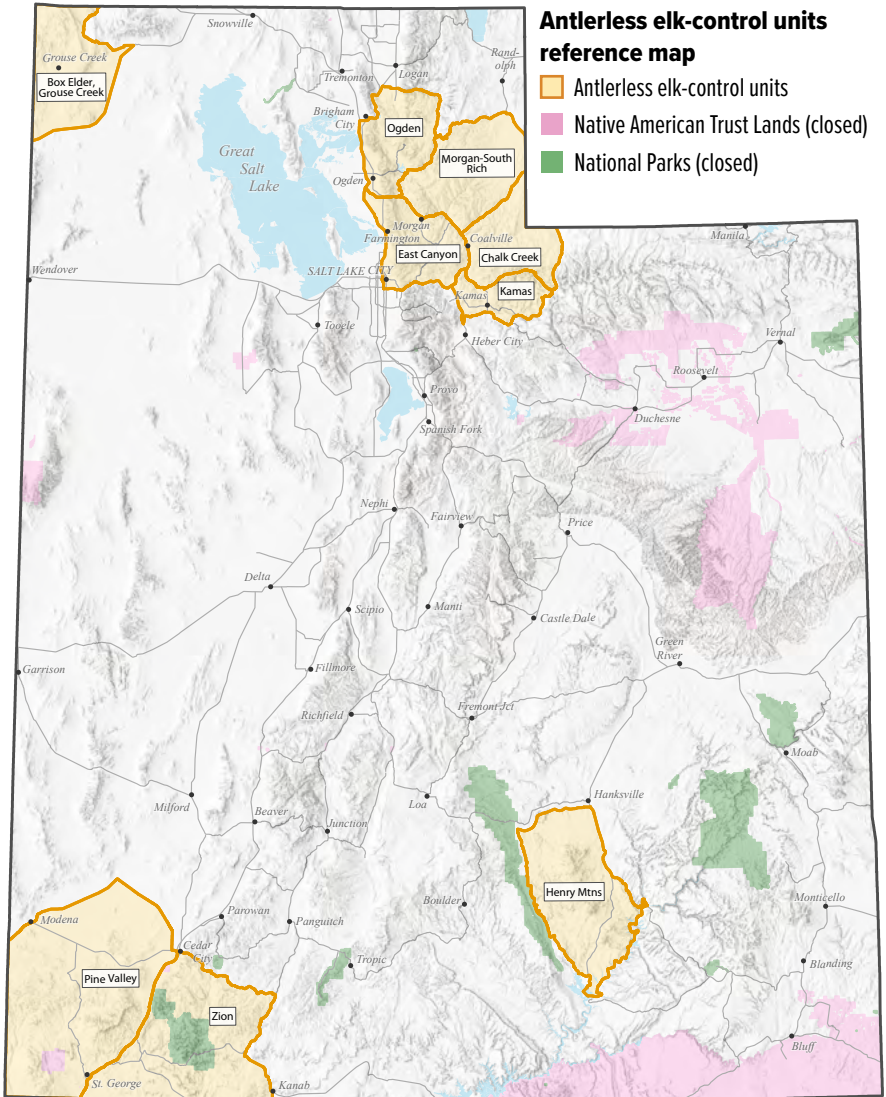 Antlerless elk-control units
reference map
Antlerless elk-control units
Native American Trust Lands (closed)
National Parks (closed)
Snowville
Grouse Creek
Box Elder,
Grouse Creek
Tremonton
Logan
Rand-
olph
Brigham
City
Ogden
Morgan-South
Rich
Great
Salt
Lake
Ogden
Morgan
Farmington
East Canyon
Coalville
Chalk Creek
Manila
Wendover
SALT LAKE CITY
Kamas
Kamas
Tooele
Heber City
Vernal
Roosevelt
Provo
Duchesne
Spanish Fork
Nephi
Fairview
Price
Delta
Scipio
Manti
Castle Dale
Green
River
Garrison
Fillmore
Richfield
Fremont Jct
Moab
Milford
Loa
Hanksville
Beaver
Junction
Henry Mtns
Boulder
Monticello
Modena
Parowan
Panguitch
Cedar
City
Tropic
Blanding
Pine Valley
Zion
Bluff
St. George
Kanab